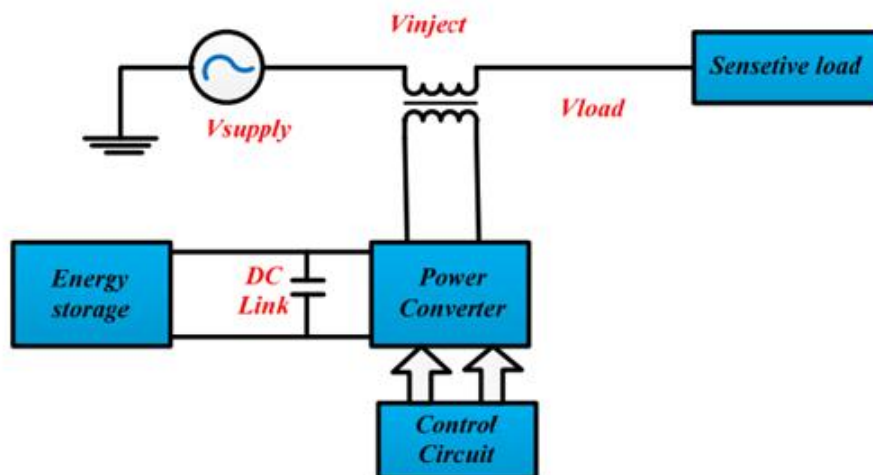 Vinject
Sensetive load
Vsupply
Vload
Energy
storage
DC
Link
Power
Converter
Control
Circuit